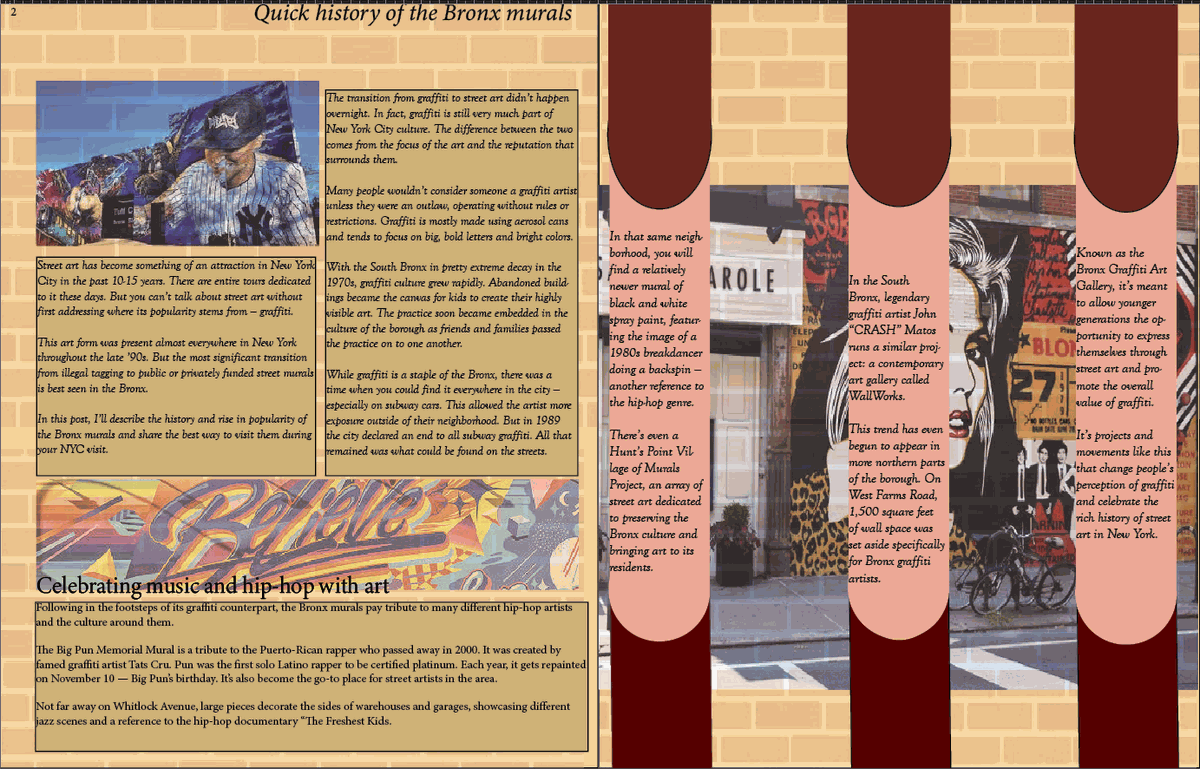 2
Quick history of the Bronx murals
Street art has become something of an attraction in New York
City in the past 10-15 years. There are entire tours dedicated
to it these days. But you can't talk about street art without
first addressing where its popularity stems from – graffiti.
This art form was present almost everywhere in New York
throughout the late '90s. But the most significant transition
from illegal tagging to public or privately funded street murals
is best seen in the Bronx.
In this post, I'll describe the history and rise in popularity of
the Bronx murals and share the best way to visit them during
your NYC visit.
The transition from graffiti to street art didn't happen
overnight. In fact, graffiti is still very much part of
New York City culture. The difference between the two
comes from the focus of the art and the reputation that
surrounds them.
Many people wouldn't consider someone a graffiti artist
unless they were an outlaw, operating without rules or
restrictions. Graffiti is mostly made using aerosol cans
and tends to focus on big, bold letters and bright colors.
With the South Bronx in pretty extreme decay in the
1970s, graffiti culture grew rapidly. Abandoned build-
ings became the canvas for kids to create their highly
visible art. The practice soon became embedded in the
culture of the borough as friends and families passed
the practice on to one another.
While graffiti is a staple of the Bronx, there was a
time when you could find it everywhere in the city –
especially on subway cars. This allowed the artist more
exposure outside of their neighborhood. But in 1989
the city declared an end to all subway graffiti. All that
remained was what could be found on the streets.
Celebrating music and hip-hop with art
Following in the footsteps of its graffiti counterpart, the Bronx murals pay tribute to many different hip-hop artists
and the culture around them.
The Big Pun Memorial Mural is a tribute to the Puerto-Rican rapper who passed away in 2000. It was created by
famed graffiti artist Tats Cru. Pun was the first solo Latino rapper to be certified platinum. Each year, it gets repainted
on November 10 — Big Pun's birthday. It's also become the go-to place for street artists in the area.
Not far away on Whitlock Avenue, large pieces decorate the sides of warehouses and garages, showcasing different
jazz scenes and a reference to the hip-hop documentary “The Freshest Kids.
In that same neigh-
borhood, you will
find a relatively
newer mural of
black and white
spray paint, featur-
ing the image of a
1980s breakdancer
doing a backspin –
another reference to
the hip-hop genre.
There's even a
Hunt's Point Vil-
lage of Murals
Project, an array of
street art dedicated
to preserving the
Bronx culture and
bringing art to its
residents.
AROLE
In the South
Bronx, legendary
graffiti artist John
“CRASH” Matos
runs a similar proj-
ect: a contemporary
art gallery called
WallWorks.
This trend has even
begun to appear in
more northern parts
of the borough. On
West Farms Road,
1,500 square feet
of wall space was
set aside specifically
for Bronx graffiti
artists.
BLO
27
Known as the
Bronx Graffiti Art
Gallery, it's meant
to allow younger
generations the op-
portunity to express
themselves through
street art and pro-
mote the overall
value of graffiti.
It's projects and
movements like this
that change people's
perception of graffiti
and celebrate the
rich history of street
art in New York.